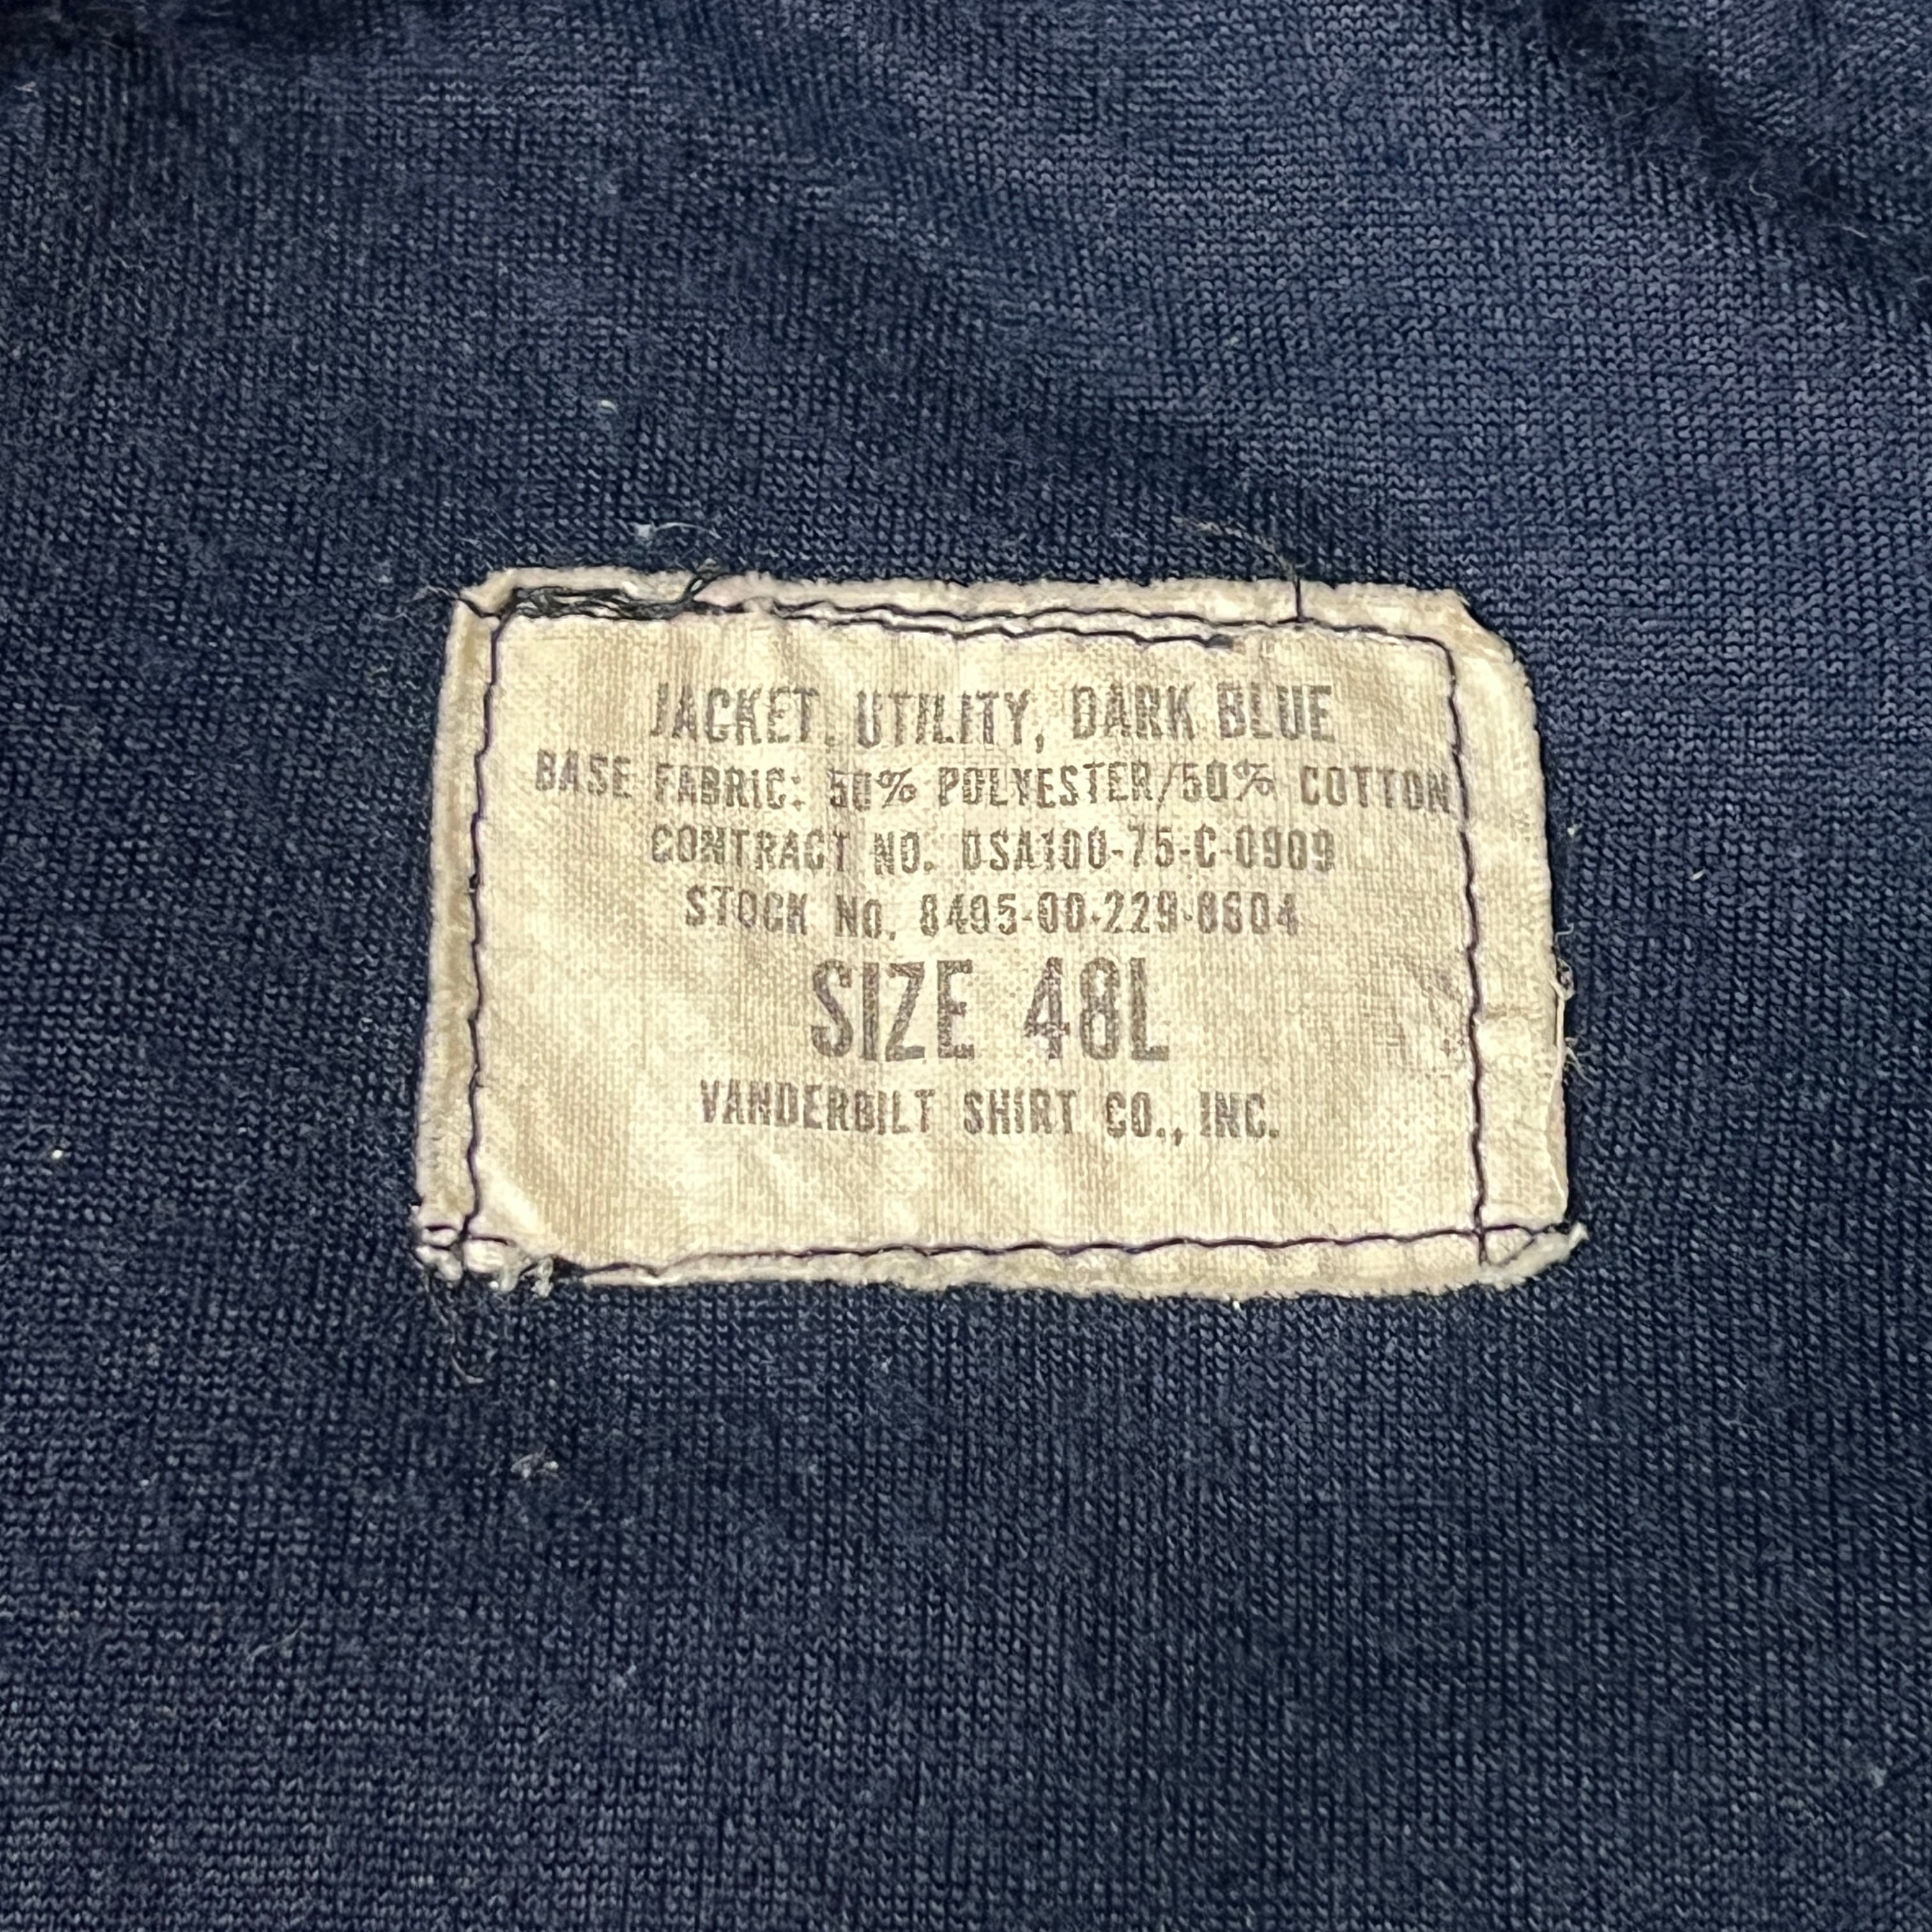 JACKET, UTILITY, DARK BLUE
BASE FABRIC: 50% POLYESTER/50% COTTON
CONTRACT NO. DSA100-75-C-0909
STOCK NO. 8405-00-229-8604
SIZE 48L
VANDERBILT SHIRT CO., INC.